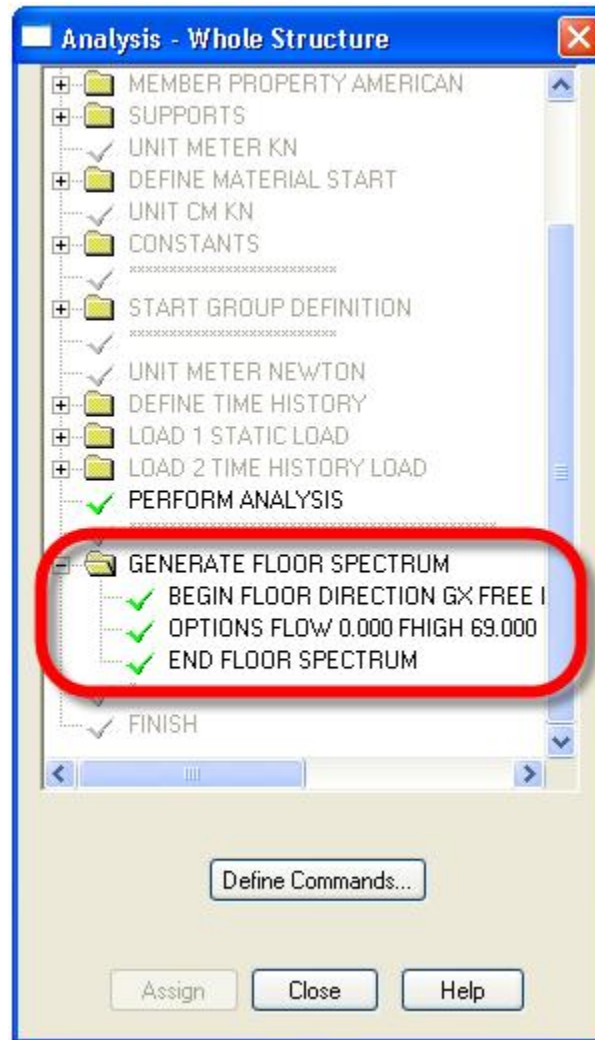 Analysis - Whole Structure
MEMBER PROPERTY AMERICAN
SUPPORTS
UNIT METER KN
DEFINE MATERIAL START
UNIT CM KN
CONSTANTS
**************************
START GROUP DEFINITION
**************************
UNIT METER NEWTON
DEFINE TIME HISTORY
LOAD 1 STATIC LOAD
LOAD 2 TIME HISTORY LOAD
PERFORM ANALYSIS
**********************************************
GENERATE FLOOR SPECTRUM
BEGIN FLOOR DIRECTION GX FREE
OPTIONS FLOW 0.000 FHIGH 69.000
END FLOOR SPECTRUM
*
FINISH
Define Commands...
Assign Close Help